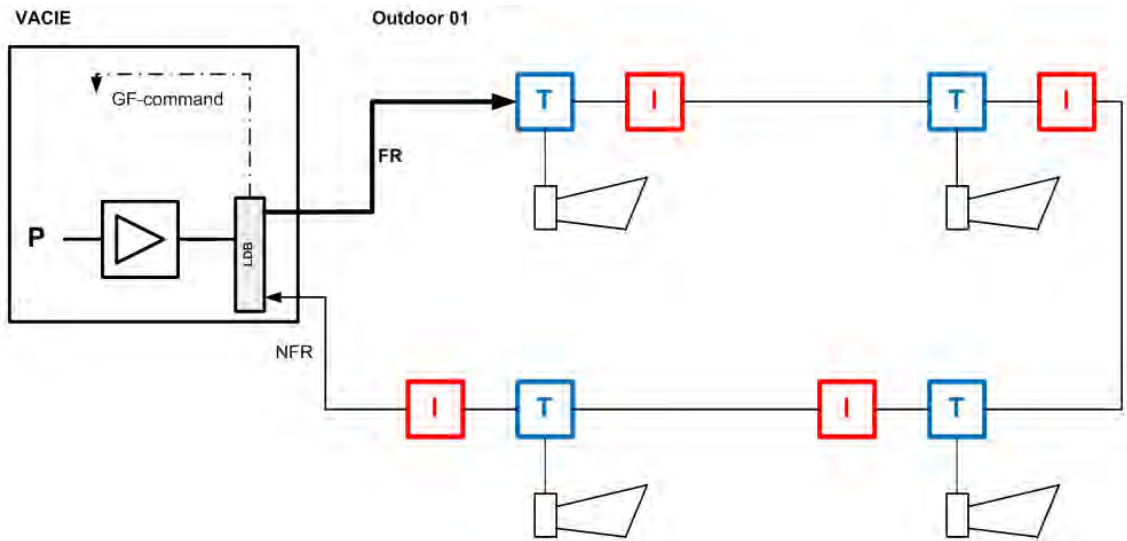 VACIE
Outdoor 01
GF-command
T
I
T
I
FR
P
LDB
NFR
I
T
I
T